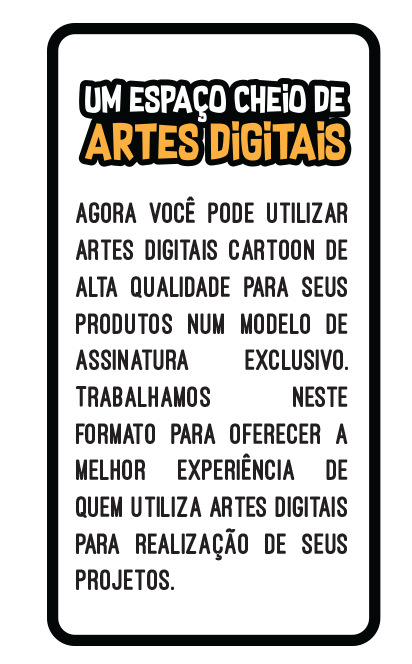 UM ESPAÇO CHEiO DE
ARTES DiGiTAiS
AGORA VOCÊ PODE UTILIZAR
ARTES DIGITAIS CARTOON DE
ALTA QUALIDADE PARA SEUS
PRODUTOS NUM MODELO DE
ASSINATURA EXCLUSIVO.
TRABALHAMOS NESTE
FORMATO PARA OFERECER A
MELHOR EXPERIÊNCIA DE
QUEM UTILIZA ARTES DIGITAIS
PARA REALIZAÇÃO DE SEUS
PROJETOS.